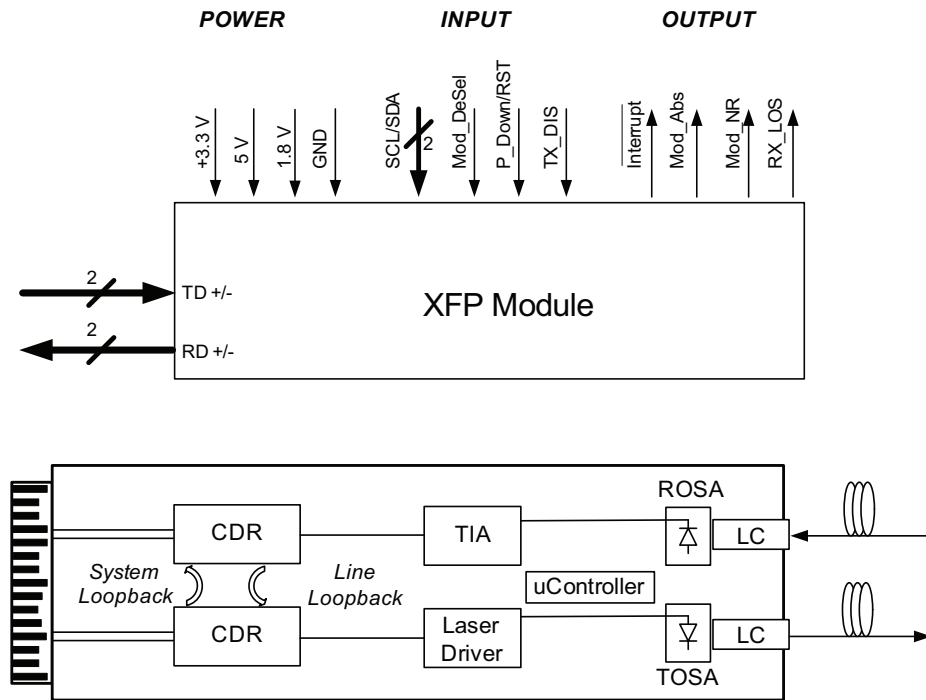 POWER INPUT OUTPUT
+3.3 V
5 V
1.8 V
GND
SCL/SDA
2
Mod_DeSel
P_Down/RST
TX_DIS
Interrupt
Mod_Abs
Mod_NR
RX_LOS
2
TD +/-
XFP Module
2
RD +/-
ROSA
CDR
TIA
LC
System
Loopback
Line
Loopback
uController
CDR
Laser
Driver
LC
TOSA